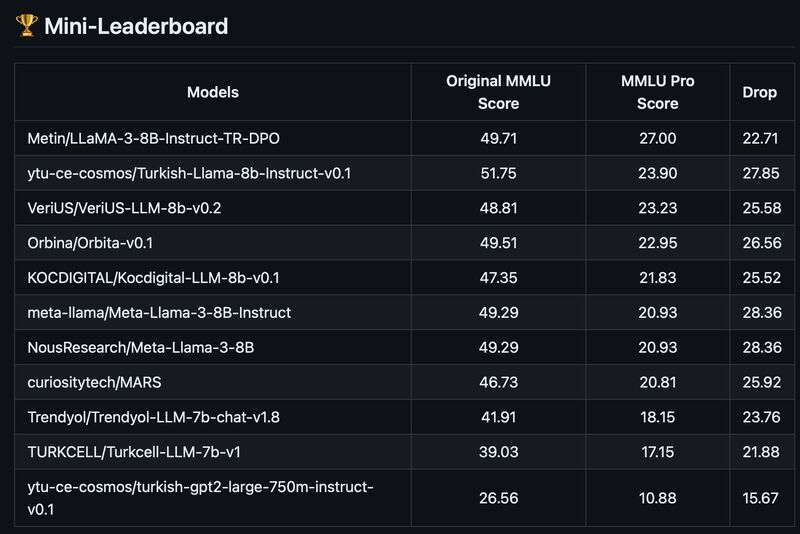 🏆 Mini-Leaderboard
Models Original MMLU Score MMLU Pro Score Drop
Metin/LLaMA-3-8B-Instruct-TR-DPO 49.71 27.00 22.71
ytu-ce-cosmos/Turkish-Llama-8b-Instruct-v0.1 51.75 23.90 27.85
VeriUS/VeriUS-LLM-8b-v0.2 48.81 23.23 25.58
Orbina/Orbita-v0.1 49.51 22.95 26.56
KOCDIGITAL/Kocdigital-LLM-8b-v0.1 47.35 21.83 25.52
meta-llama/Meta-Llama-3-8B-Instruct 49.29 20.93 28.36
NousResearch/Meta-Llama-3-8B 49.29 20.93 28.36
curiositytech/MARS 46.73 20.81 25.92
Trendyol/Trendyol-LLM-7b-chat-v1.8 41.91 18.15 23.76
TURKCELL/Turkcell-LLM-7b-v1 39.03 17.15 21.88
ytu-ce-cosmos/turkish-gpt2-large-750m-instruct-
v0.1 26.56 10.88 15.67